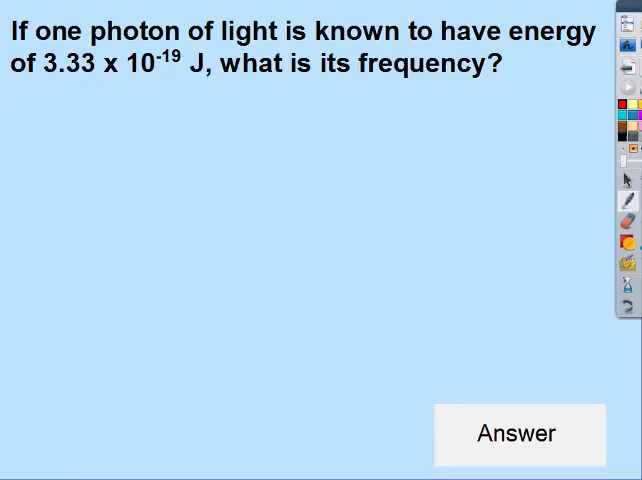 If one photon of light is known to have energy
of 3.33 x 10⁻¹⁹ J, what is its frequency?
Answer